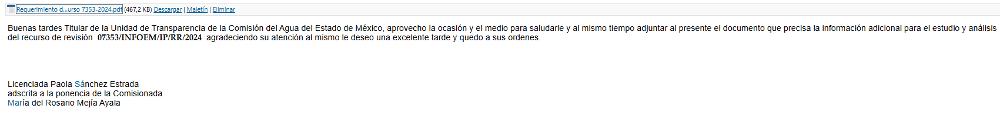 Requerimiento d...urso 7353-2024.pdf (467,2 KB) Descargar | Maletín | Eliminar
Buenas tardes Titular de la Unidad de Transparencia de la Comisión del Agua del Estado de México, aprovecho la ocasión y el medio para saludarle y al mismo tiempo adjuntar al presente el documento que precisa la información adicional para el estudio y análisis
del recurso de revisión 07353/INFOEM/IP/RR/2024 agradeciendo su atención al mismo le deseo una excelente tarde y quedo a sus ordenes.
Licenciada Paola Sánchez Estrada
adscrita a la ponencia de la Comisionada
María del Rosario Mejía Ayala